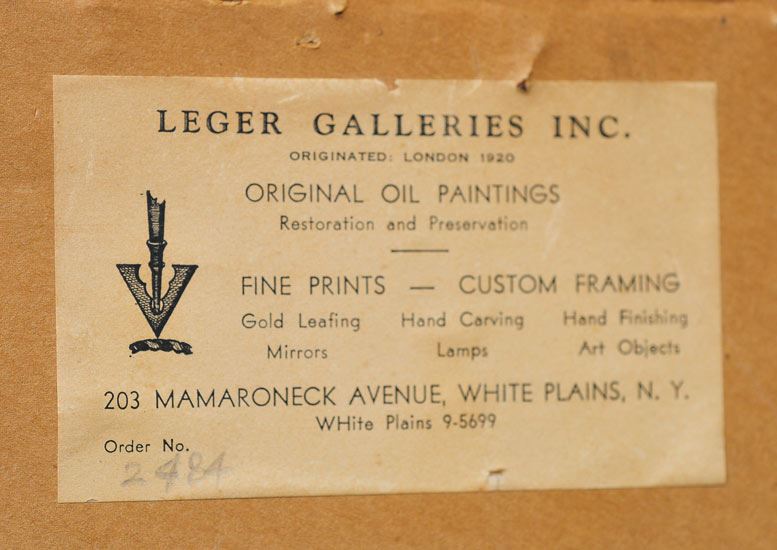 LEGER GALLERIES INC.
ORIGINATED: LONDON 1920
ORIGINAL OIL PAINTINGS
Restoration and Preservation
FINE PRINTS — CUSTOM FRAMING
Gold Leafing Hand Carving Hand Finishing
Mirrors Lamps Art Objects
203 MAMARONECK AVENUE, WHITE PLAINS, N. Y.
WHite Plains 9-5699
Order No.
2484